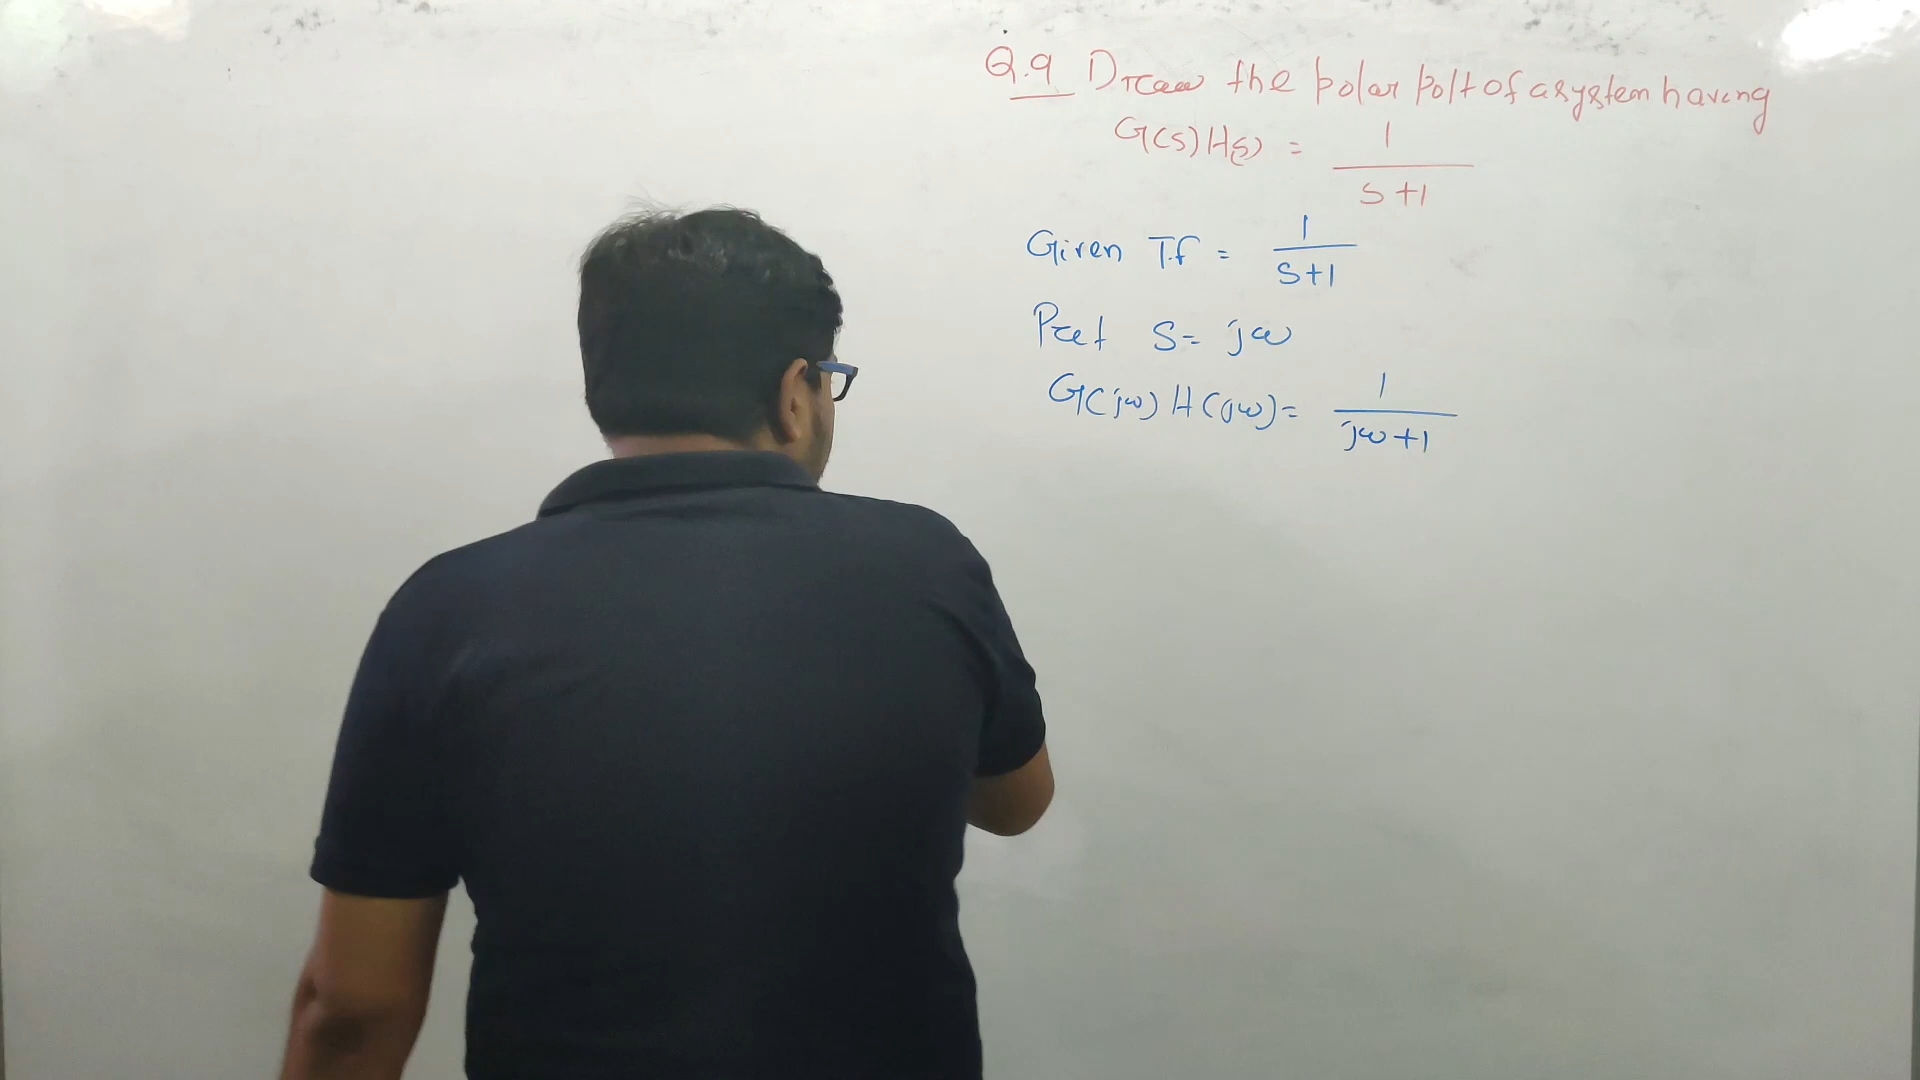 Q.9 Draw the polar polt of a system having
G(s)H(s) = 1/(s+1)
Given T.f = 1/(s+1)
Put s = jω
G(jω) H(jω) = 1/(jω+1)